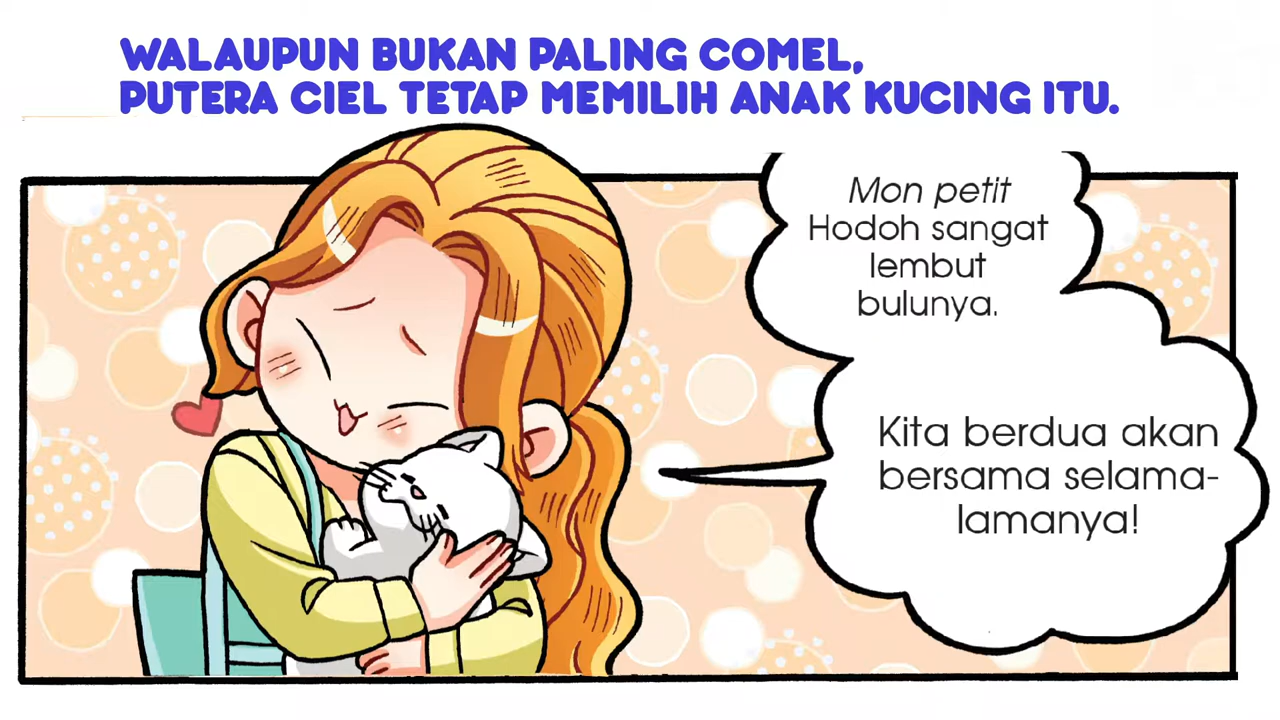 WALAUPUN BUKAN PALING COMEL,
PUTERA CIEL TETAP MEMILIH ANAK KUCING ITU.
Mon petit
Hodoh sangat
lembut
bulunya.
Kita berdua akan
bersama selama-
lamanya!